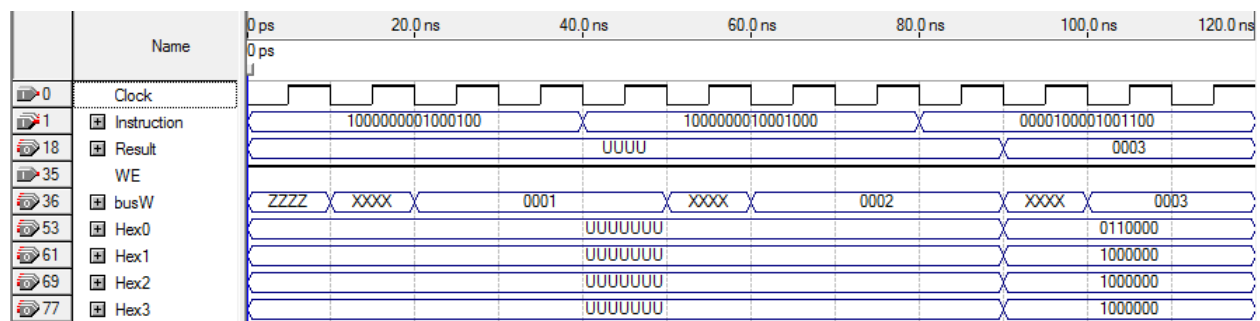 Name 0 ps 20.0 ns 40.0 ns 60.0 ns 80.0 ns 100.0 ns 120.0 ns
0 ps
0 Clock
1 Instruction 1000000001000100 1000000010001000 0000100001001100
18 Result UUUU 0003
35 WE
36 busW ZZZZ XXXX 0001 XXXX 0002 XXXX 0003
53 Hex0 UUUUUUU 0110000
61 Hex1 UUUUUUU 1000000
69 Hex2 UUUUUUU 1000000
77 Hex3 UUUUUUU 1000000